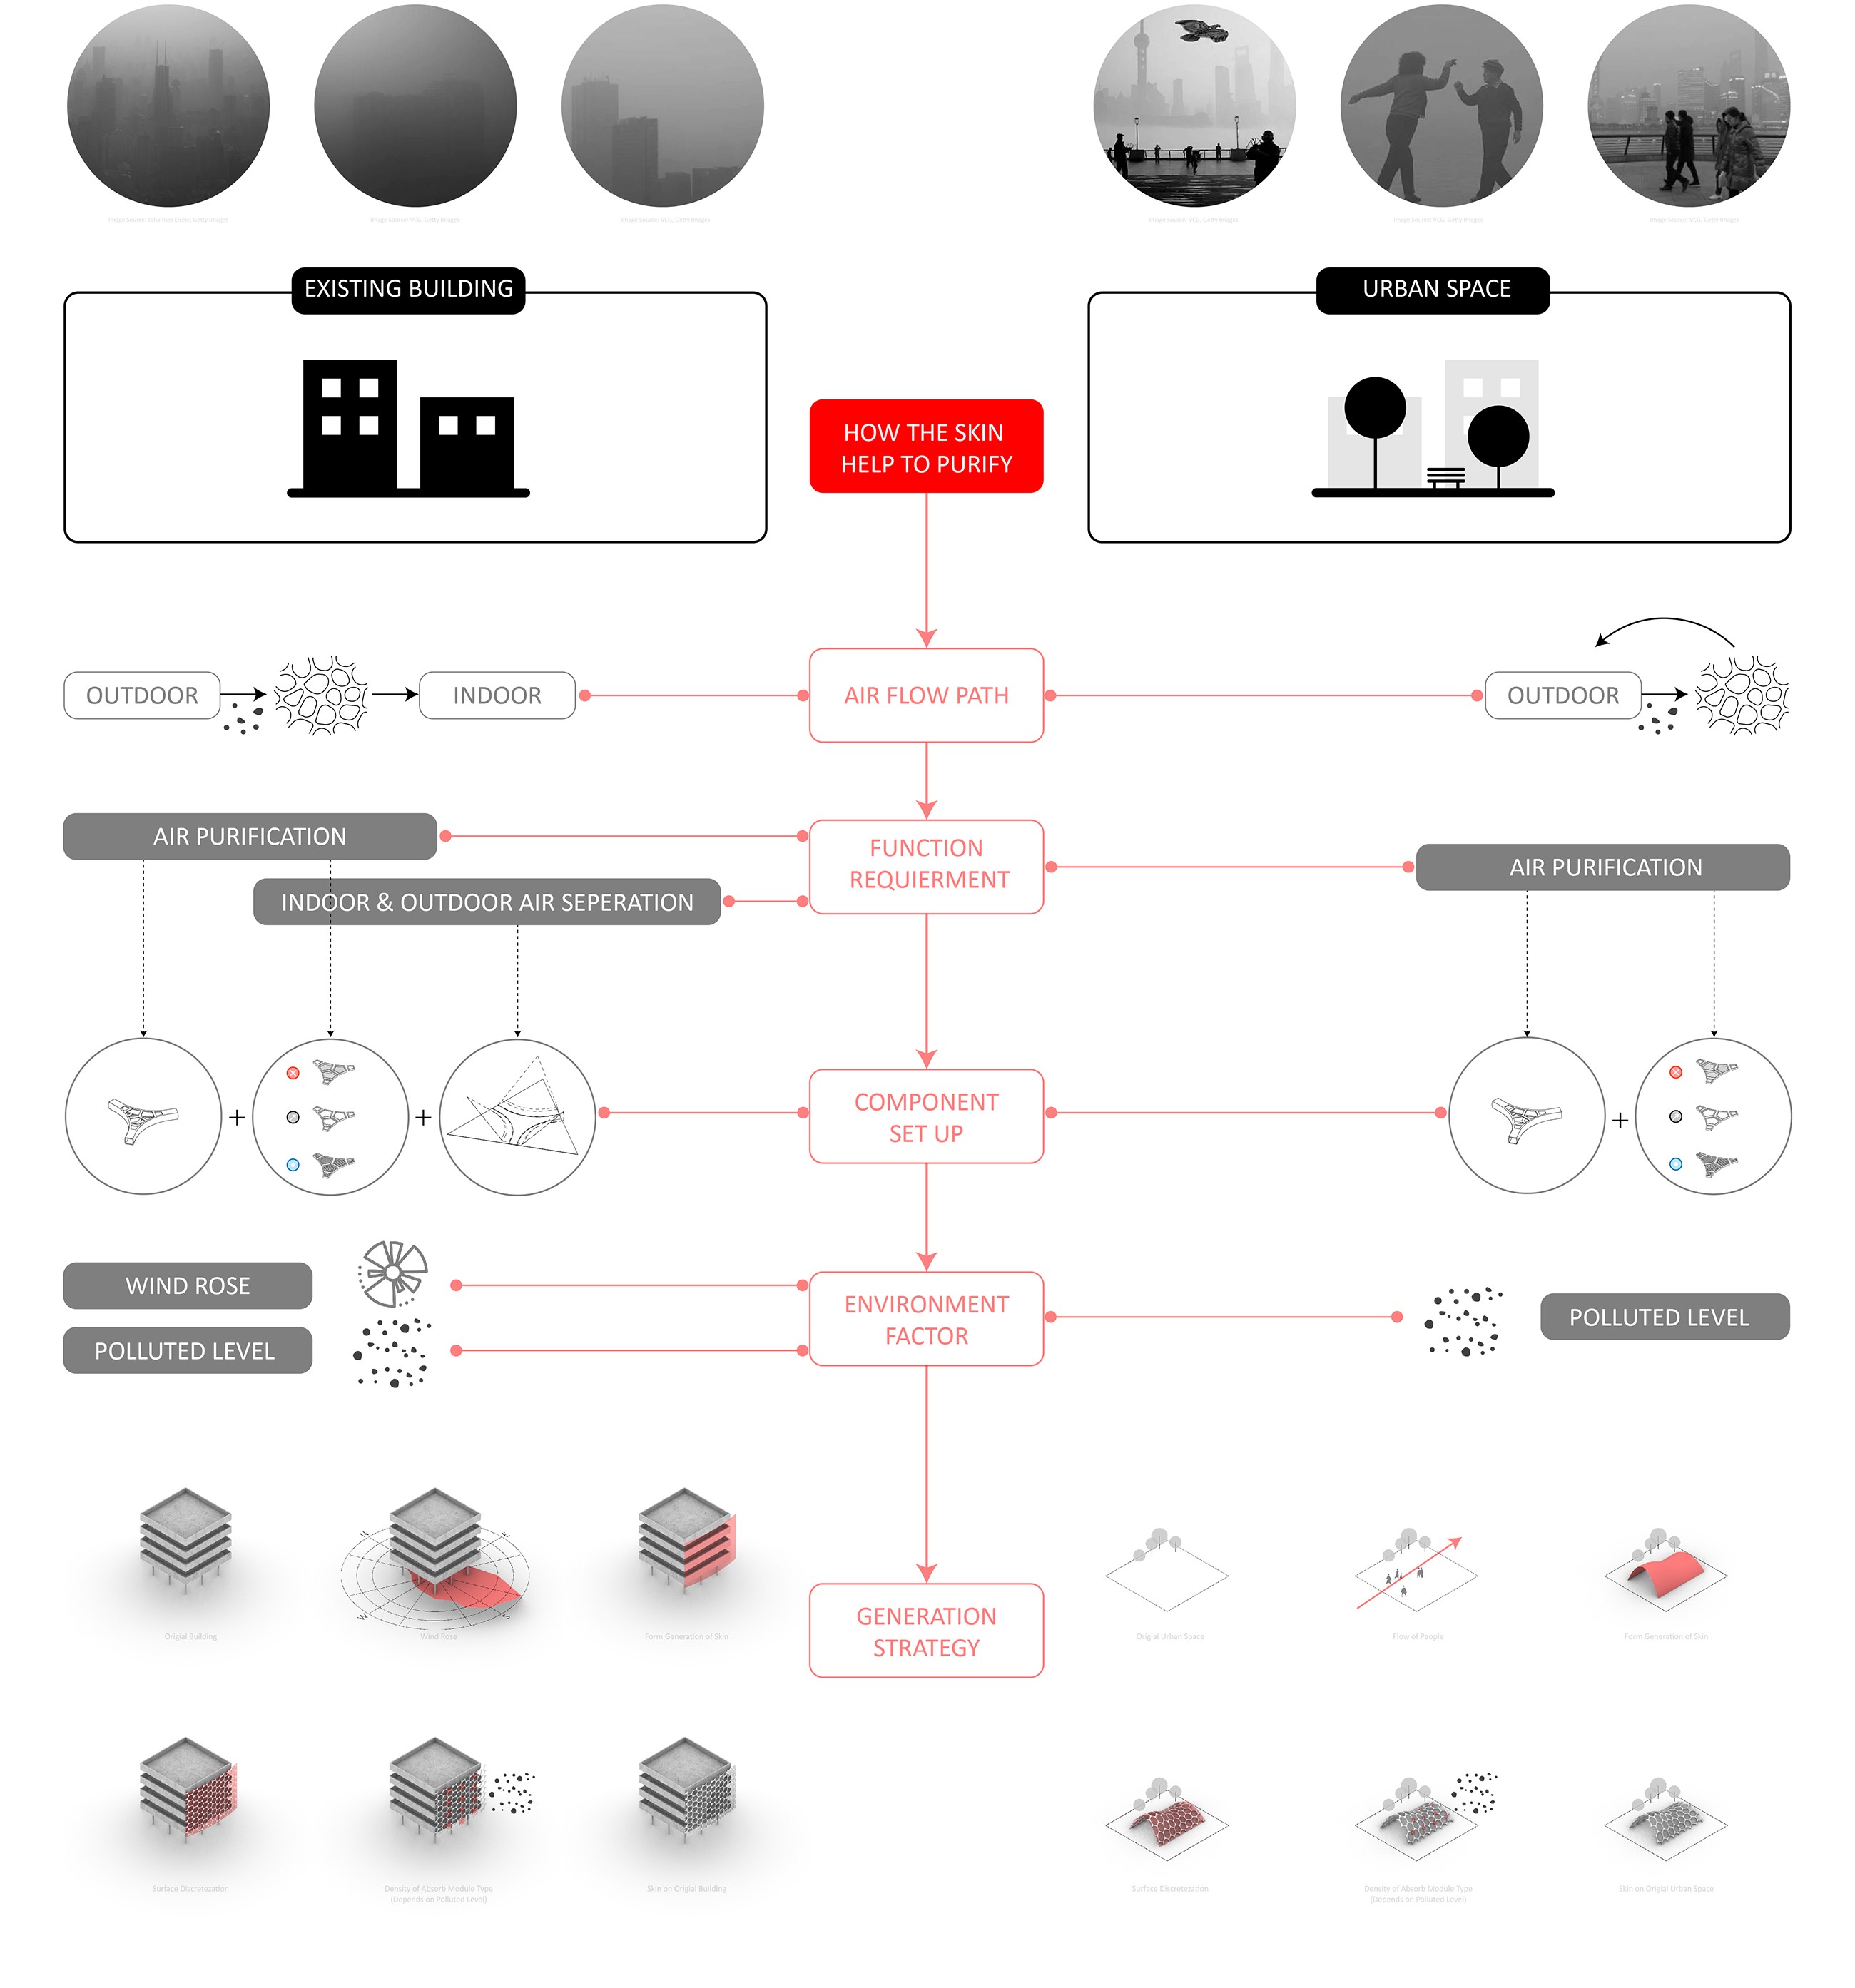 Image Source: Johannes Eisele, Getty Images
Image Source: VCG, Getty Images
Image Source: VCG, Getty Images
Image Source: VCG, Getty Images
Image Source: VCG, Getty Images
Image Source: VCG, Getty Images
EXISTING BUILDING
URBAN SPACE
HOW THE SKIN
HELP TO PURIFY
OUTDOOR
INDOOR
AIR FLOW PATH
OUTDOOR
AIR PURIFICATION
INDOOR & OUTDOOR AIR SEPERATION
FUNCTION
REQUIERMENT
AIR PURIFICATION
+
+
COMPONENT
SET UP
+
WIND ROSE
POLLUTED LEVEL
ENVIRONMENT
FACTOR
POLLUTED LEVEL
N
E
W
S
Origial Building
Wind Rose
Form Generation of Skin
GENERATION
STRATEGY
Origial Urban Space
Flow of People
Form Generation of Skin
Surface Discretezation
Density of Absorb Module Type
(Depends on Polluted Level)
Skin on Origial Building
Surface Discretezation
Density of Absorb Module Type
(Depends on Polluted Level)
Skin on Origial Urban Space